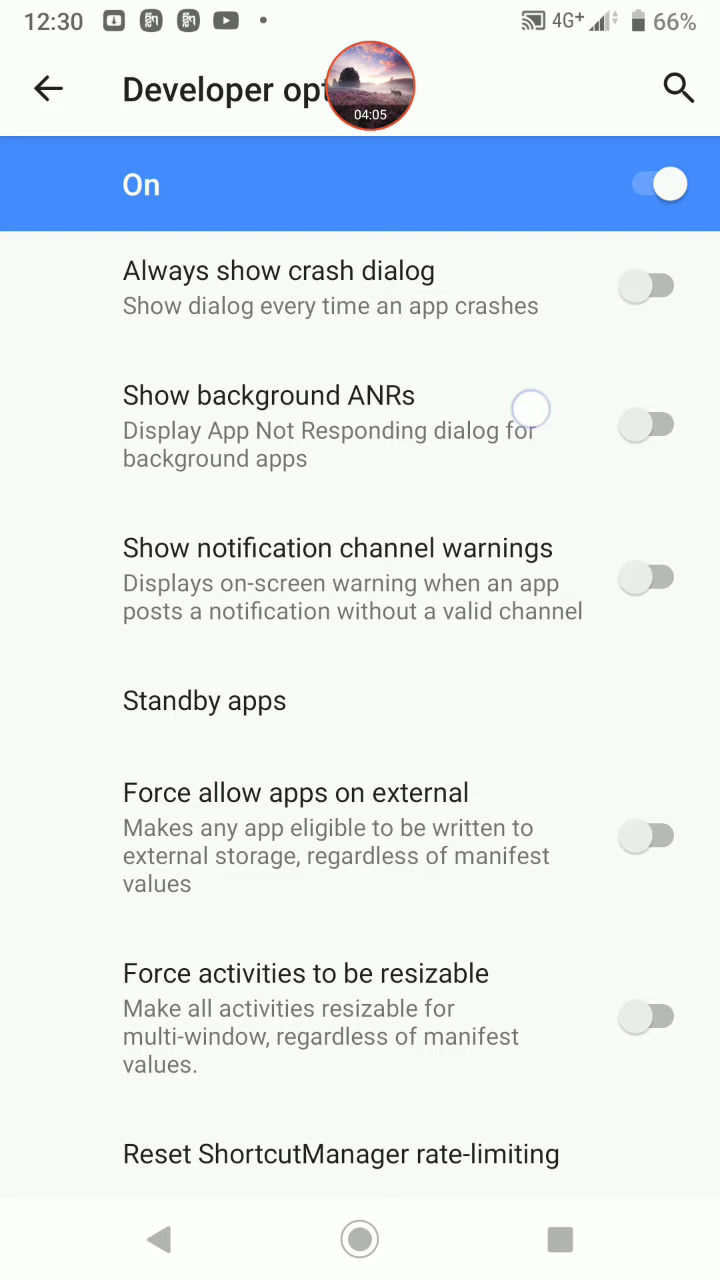 12:30 4G+ 66%
Developer opt
04:05
On
Always show crash dialog
Show dialog every time an app crashes
Show background ANRs
Display App Not Responding dialog for
background apps
Show notification channel warnings
Displays on-screen warning when an app
posts a notification without a valid channel
Standby apps
Force allow apps on external
Makes any app eligible to be written to
external storage, regardless of manifest
values
Force activities to be resizable
Make all activities resizable for
multi-window, regardless of manifest
values.
Reset ShortcutManager rate-limiting